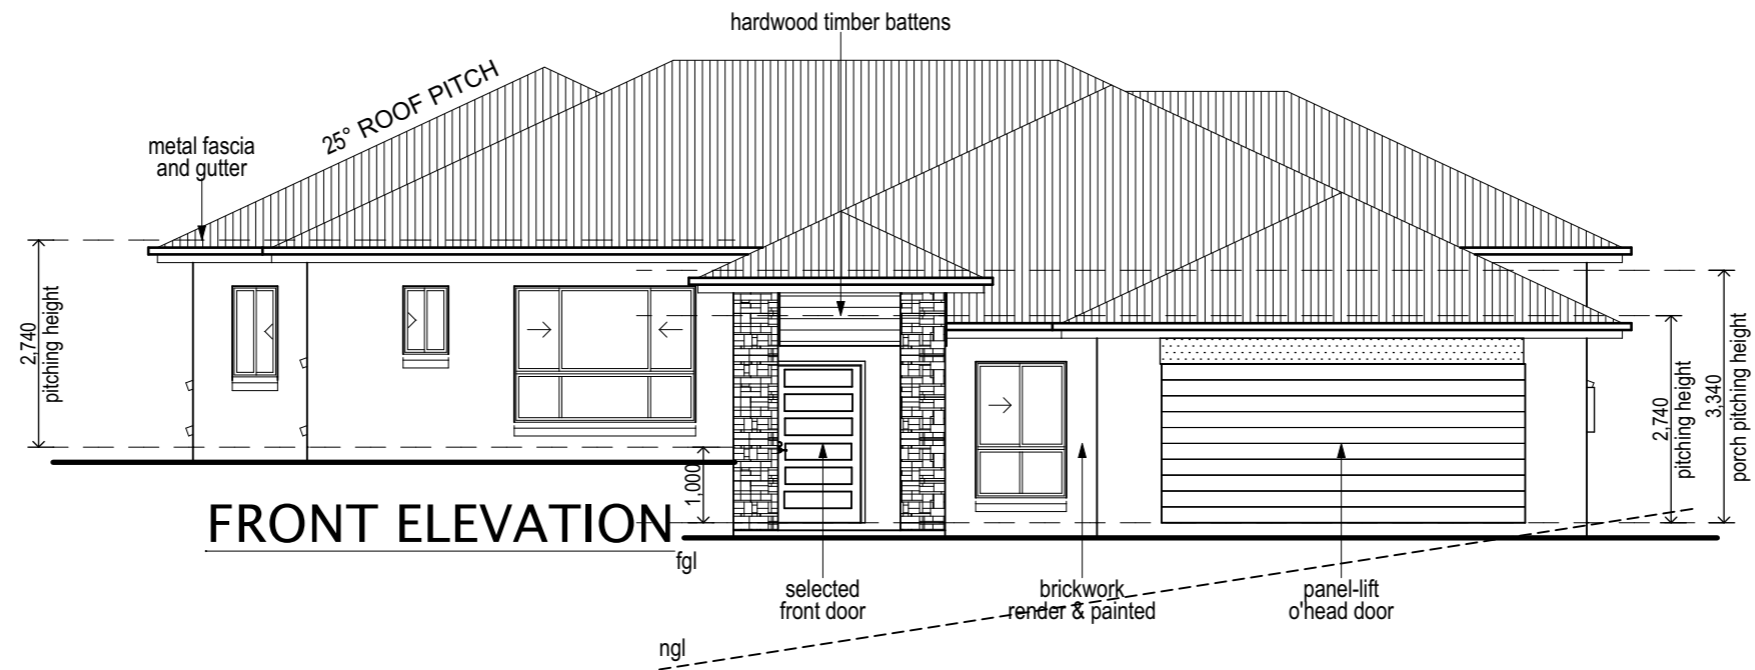 hardwood timber battens
25° ROOF PITCH
metal fascia
and gutter
2,740
pitching height
1,000
2,740
pitching height
3,340
porch pitching height
FRONT ELEVATION
fgl
selected
front door
brickwork
render & painted
panel-lift
o'head door
ngl